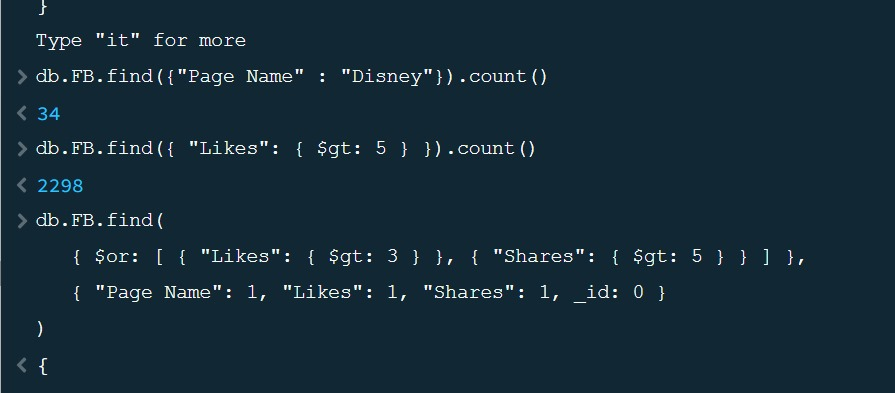 }
Type "it" for more
> db.FB.find({"Page Name" : "Disney"}).count()
< 34
> db.FB.find({ "Likes": { $gt: 5 } }).count()
< 2298
> db.FB.find(
{ $or: [ { "Likes": { $gt: 3 } }, { "Shares": { $gt: 5 } } ] },
{ "Page Name": 1, "Likes": 1, "Shares": 1, _id: 0 }
)
< {